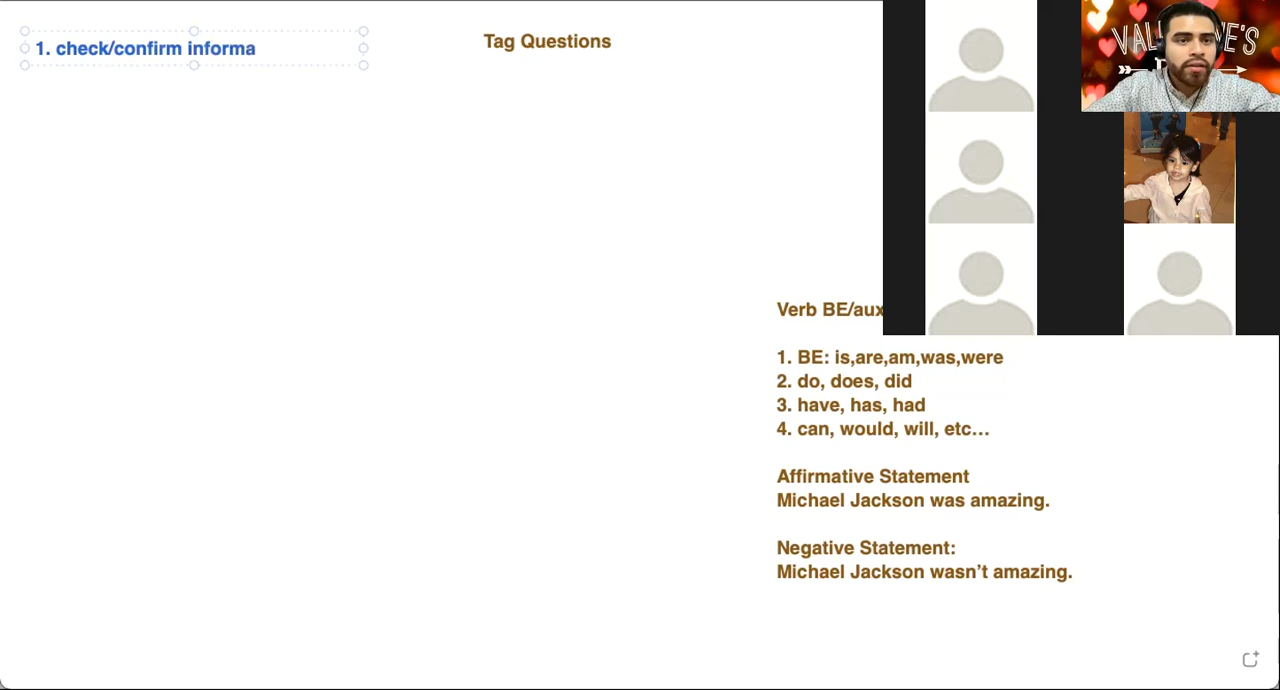 1. check/confirm informa
Tag Questions
Verb BE/aux
1. BE: is,are,am,was,were
2. do, does, did
3. have, has, had
4. can, would, will, etc...
Affirmative Statement
Michael Jackson was amazing.
Negative Statement:
Michael Jackson wasn’t amazing.